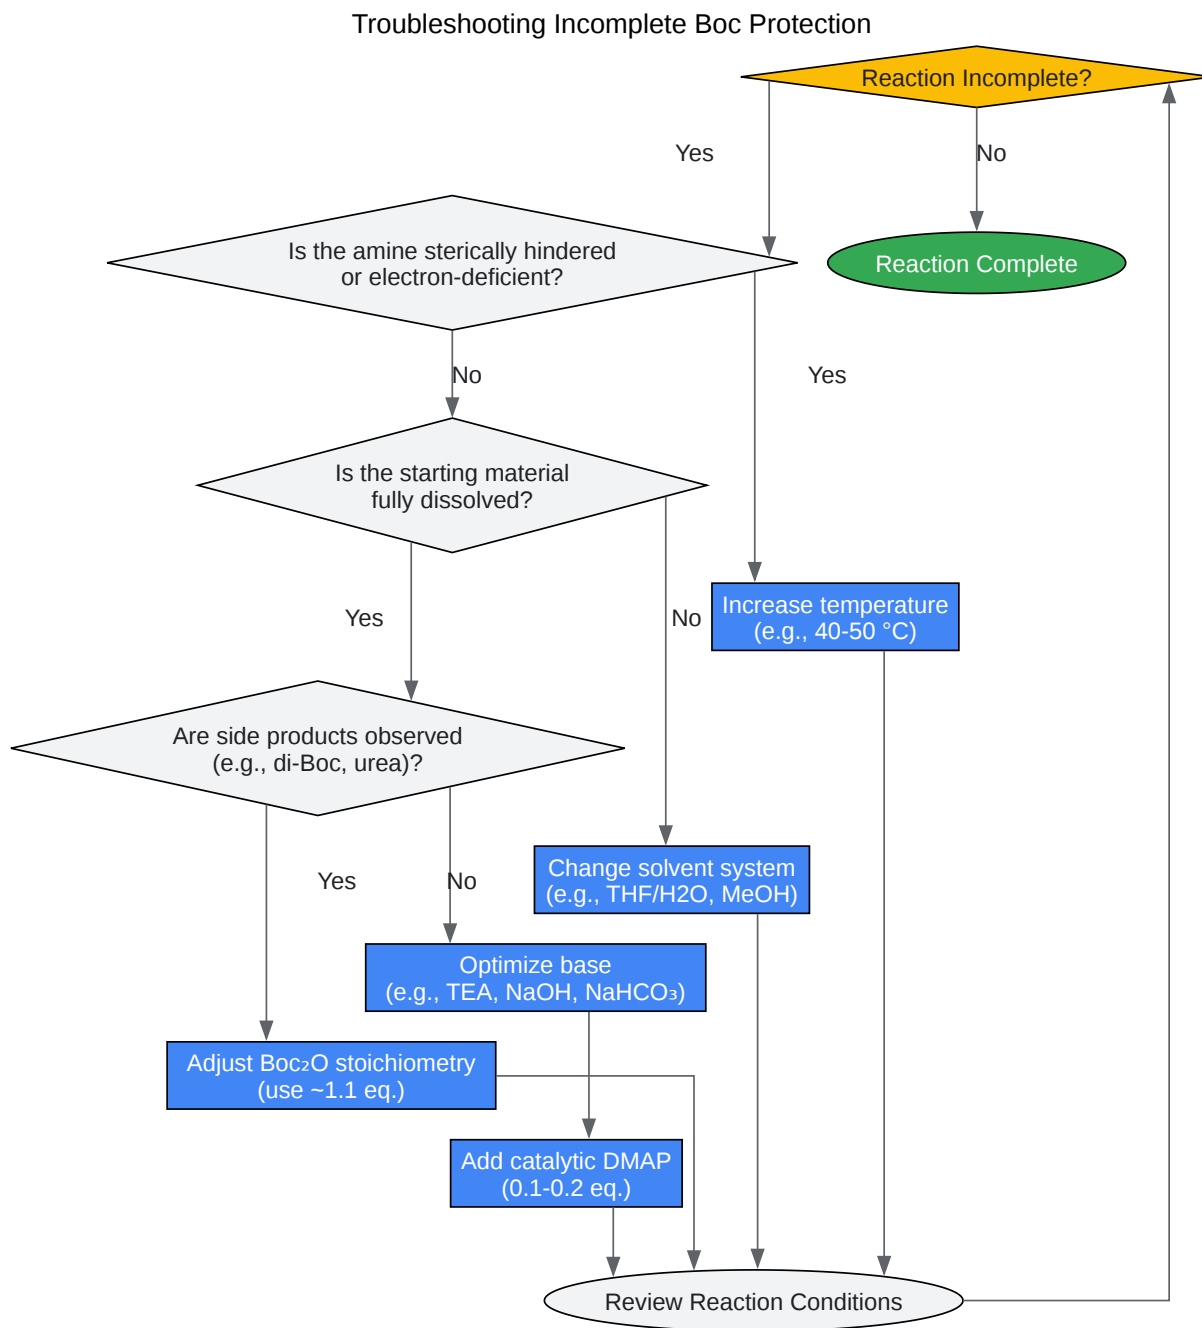 Troubleshooting Incomplete Boc Protection
Reaction Incomplete?
Yes
No
Is the amine sterically hindered
or electron-deficient?
Reaction Complete
No
Yes
Is the starting material
fully dissolved?
Yes
No
Increase temperature
(e.g., 40-50 °C)
Are side products observed
(e.g., di-Boc, urea)?
Yes
No
Change solvent system
(e.g., THF/H2O, MeOH)
Optimize base
(e.g., TEA, NaOH, NaHCO₃)
Adjust Boc₂O stoichiometry
(use ~1.1 eq.)
Add catalytic DMAP
(0.1-0.2 eq.)
Review Reaction Conditions